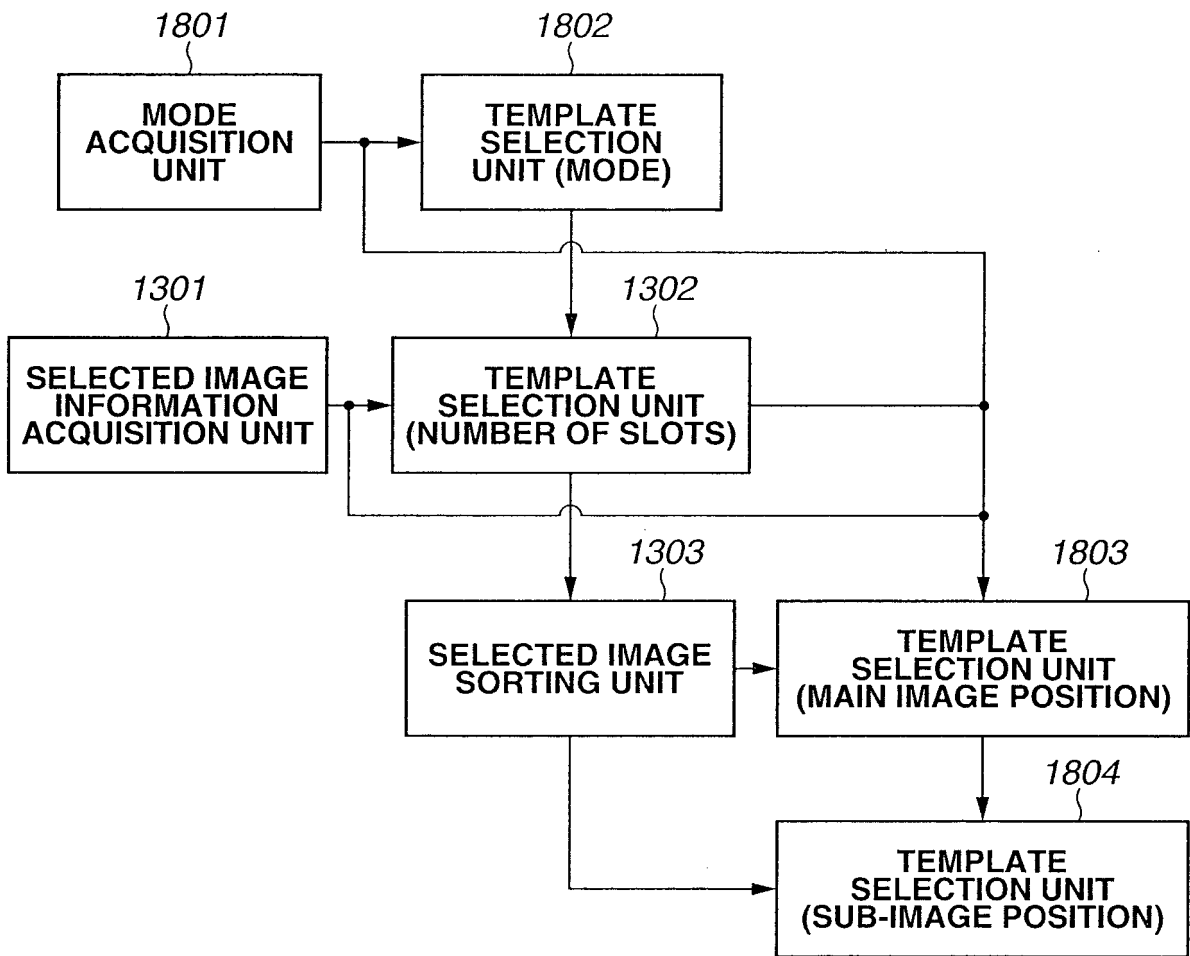 1801
MODE
ACQUISITION
UNIT
1802
TEMPLATE
SELECTION
UNIT (MODE)
1301
SELECTED IMAGE
INFORMATION
ACQUISITION UNIT
1302
TEMPLATE
SELECTION UNIT
(NUMBER OF SLOTS)
1303
SELECTED IMAGE
SORTING UNIT
1803
TEMPLATE
SELECTION UNIT
(MAIN IMAGE POSITION)
1804
TEMPLATE
SELECTION UNIT
(SUB-IMAGE POSITION)